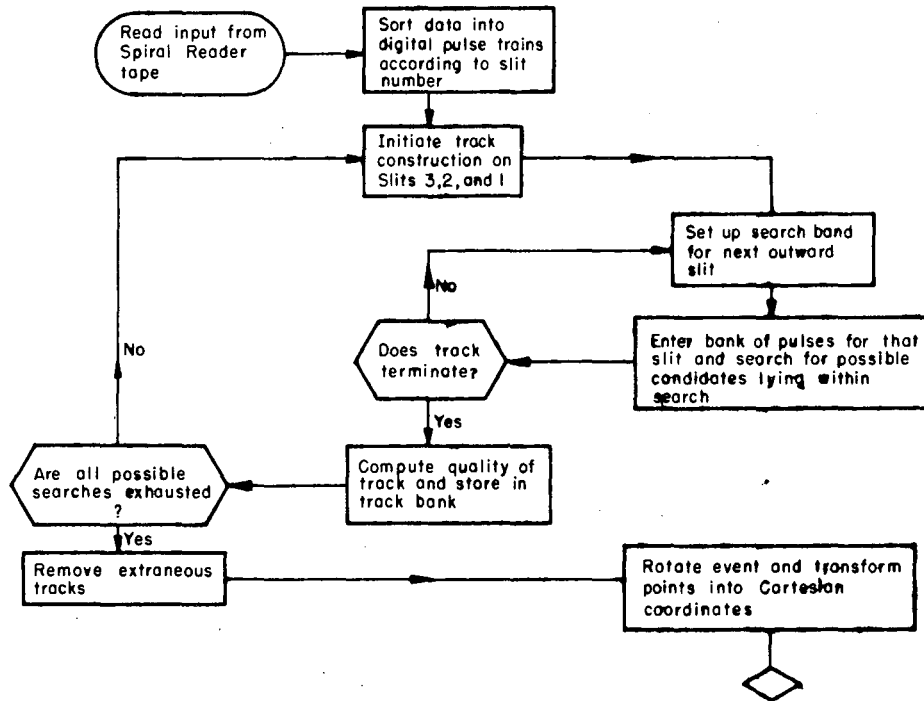 Read input from
Spiral Reader
tape
Sort data into
digital pulse trains
according to slit
number
Initiate track
construction on
Slits 3,2, and 1
Set up search band
for next outward
slit
No
Enter bank of pulses for that
slit and search for possible
candidates lying within
search
Does track
terminate?
No
Yes
Compute quality of
track and store in
track bank
Are all possible
searches exhausted
?
Yes
Remove extraneous
tracks
Rotate event and transform
points into Cartesian
coordinates